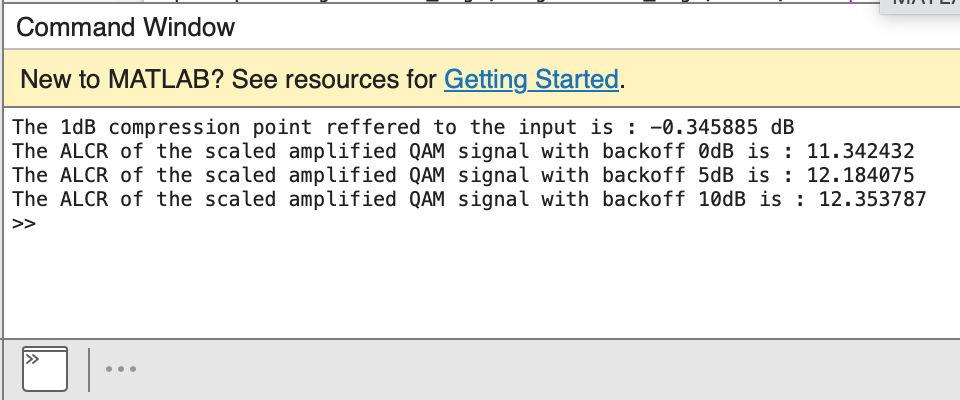 Command Window
New to MATLAB? See resources for Getting Started.
The 1dB compression point reffered to the input is : -0.345885 dB
The ALCR of the scaled amplified QAM signal with backoff 0dB is : 11.342432
The ALCR of the scaled amplified QAM signal with backoff 5dB is : 12.184075
The ALCR of the scaled amplified QAM signal with backoff 10dB is : 12.353787
>>